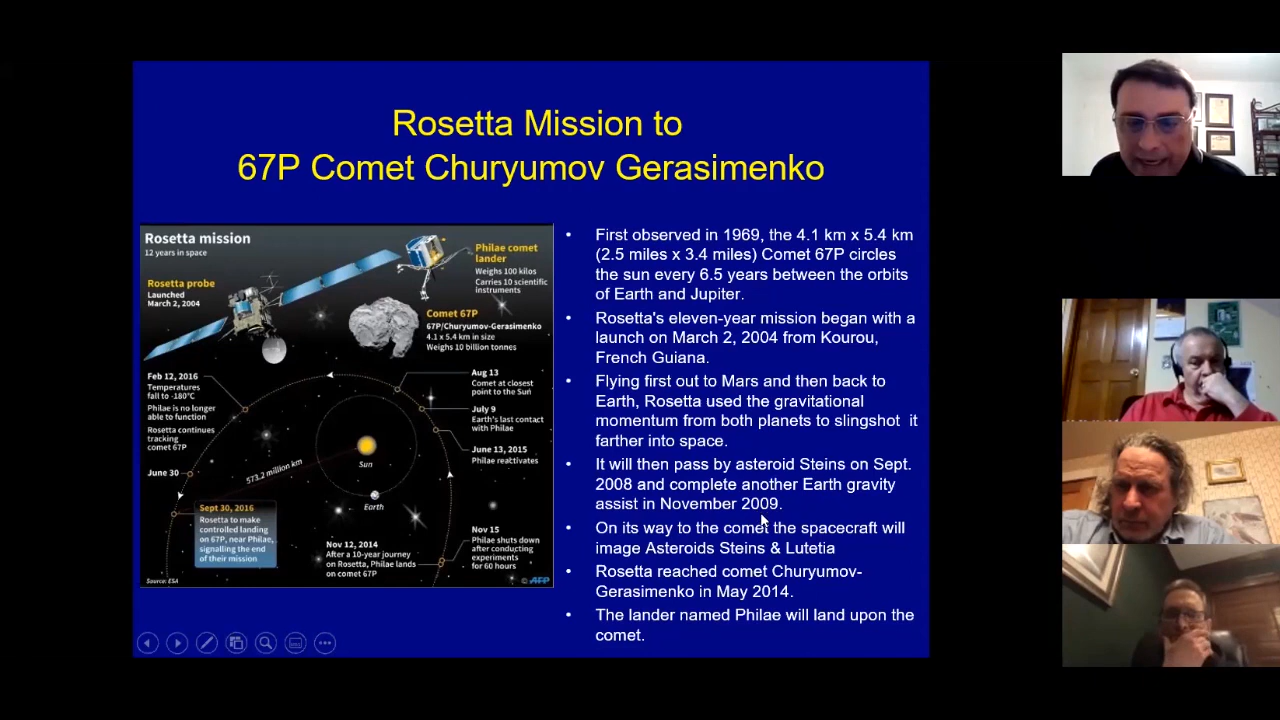 Rosetta Mission to
67P Comet Churyumov Gerasimenko
Rosetta mission
12 years in space
Rosetta probe
Launched
March 2, 2004
Philae comet
lander
Weighs 100 kilos
Carries 10 scientific
instruments
Comet 67P
67P/Churyumov-Gerasimenko
4.1 x 5.4 km in size
Weighs 10 billion tonnes
Feb 12, 2016
Temperatures
fall to -180°C
Philae is no longer
able to function
Rosetta continues
tracking
comet 67P
June 30
Sept 30, 2016
Rosetta to make
controlled landing
on 67P, near Philae,
signalling the end
of their mission
Source: ESA
573.2 million km
Sun
Earth
Aug 13
Comet at closest
point to the Sun
July 9
Earth's last contact
with Philae
June 13, 2015
Philae reactivates
Nov 15
Philae shuts down
after conducting
experiments
for 60 hours
Nov 12, 2014
After a 10-year journey
on Rosetta, Philae lands
on comet 67P
© AFP
• First observed in 1969, the 4.1 km x 5.4 km
(2.5 miles x 3.4 miles) Comet 67P circles
the sun every 6.5 years between the orbits
of Earth and Jupiter.
• Rosetta's eleven-year mission began with a
launch on March 2, 2004 from Kourou,
French Guiana.
• Flying first out to Mars and then back to
Earth, Rosetta used the gravitational
momentum from both planets to slingshot it
farther into space.
• It will then pass by asteroid Steins on Sept.
2008 and complete another Earth gravity
assist in November 2009.
• On its way to the comet the spacecraft will
image Asteroids Steins & Lutetia
• Rosetta reached comet Churyumov-
Gerasimenko in May 2014.
• The lander named Philae will land upon the
comet.